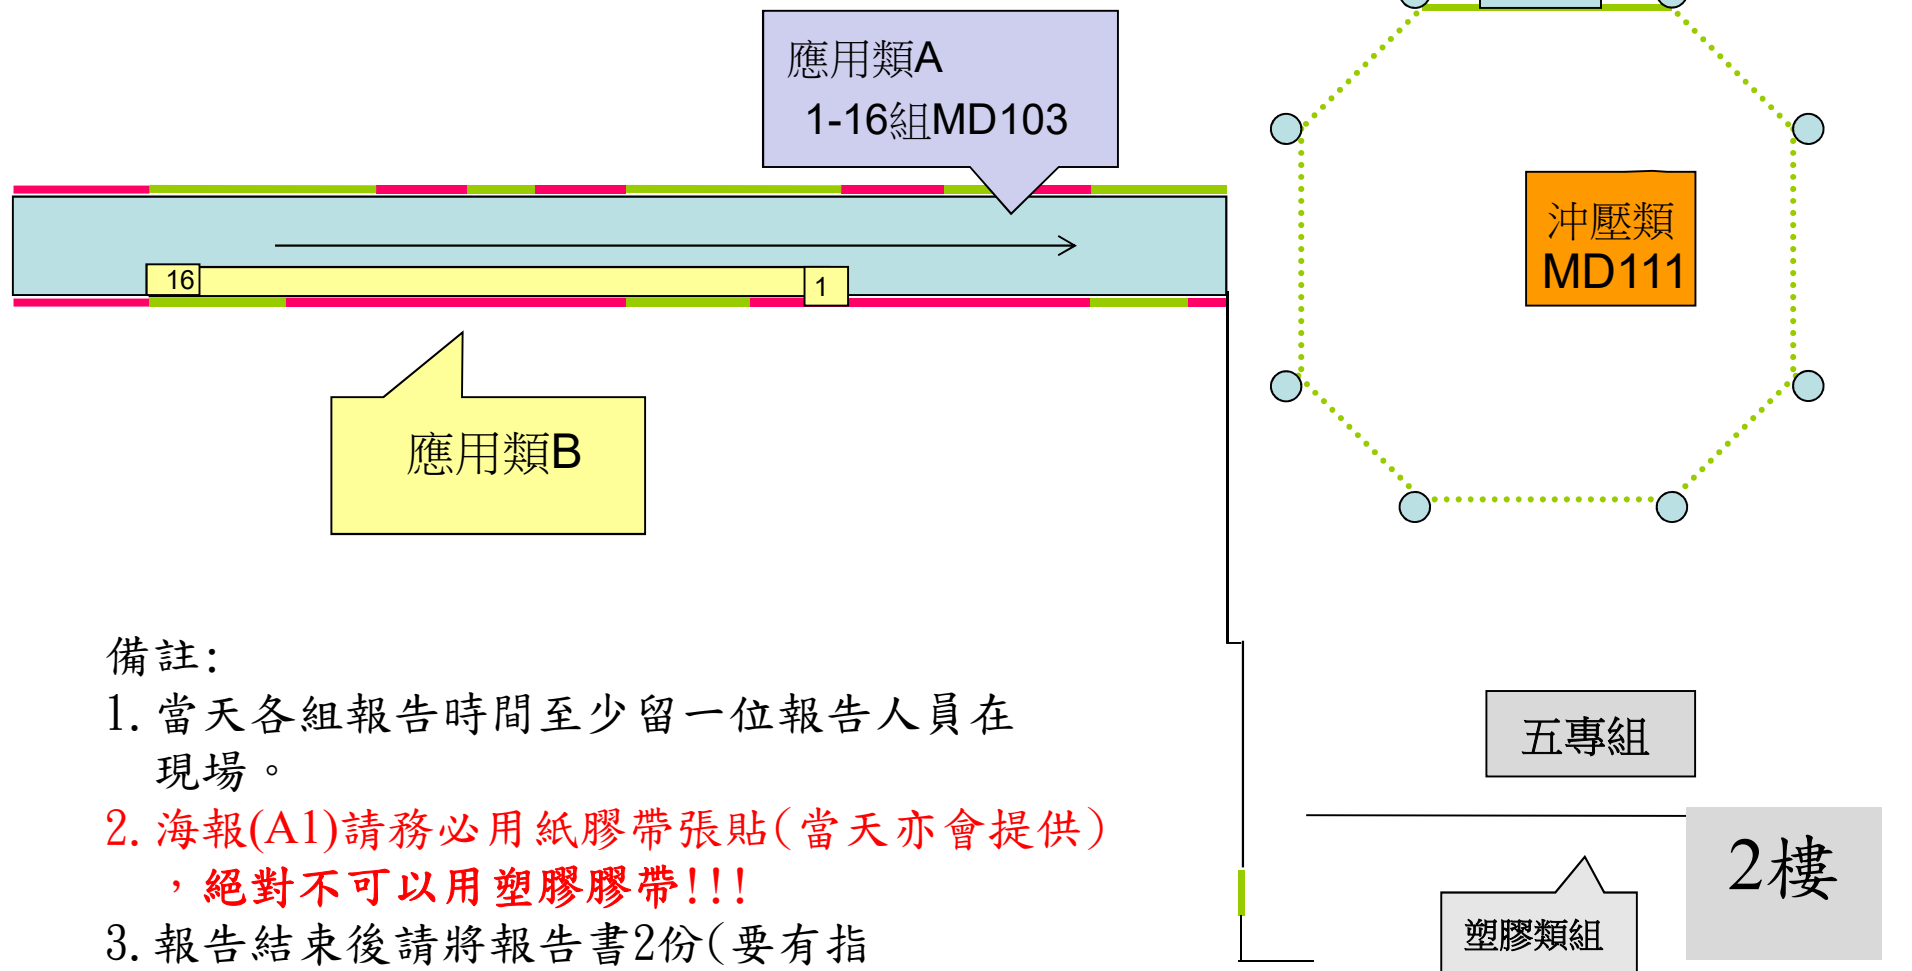 應用類A
1-16組MD103
沖壓類
MD111
16
1
應用類B
備註:
1.當天各組報告時間至少留一位報告人員在
現場。
2.海報(A1)請務必用紙膠帶張貼(當天亦會提供)
，絕對不可以用塑膠膠帶!!!
3.報告結束後請將報告書2份(要有指
五專組
2樓
塑膠類組